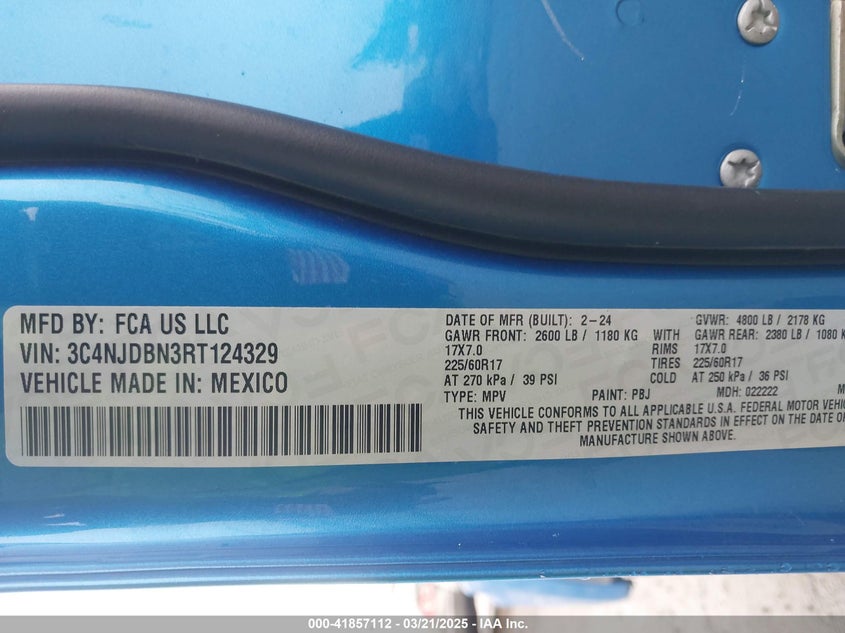 MFD BY: FCA US LLC
VIN: 3C4NJDBN3RT124329
VEHICLE MADE IN: MEXICO
DATE OF MFR (BUILT): 2-24 GVWR: 4800 LB / 2178 KG
GAWR FRONT: 2600 LB / 1180 KG WITH GAWR REAR: 2380 LB / 1080 K
17X7.0 RIMS 17X7.0
225/60R17 TIRES 225/60R17
AT 270 kPa / 39 PSI COLD AT 250 kPa / 36 PSI
TYPE: MPV PAINT: PBJ MDH: 022222 M
THIS VEHICLE CONFORMS TO ALL APPLICABLE U.S.A. FEDERAL MOTOR VEHIC
SAFETY AND THEFT PREVENTION STANDARDS IN EFFECT ON THE DATE OF
MANUFACTURE SHOWN ABOVE.
000-41857112 - 03/21/2025 - IAA Inc.